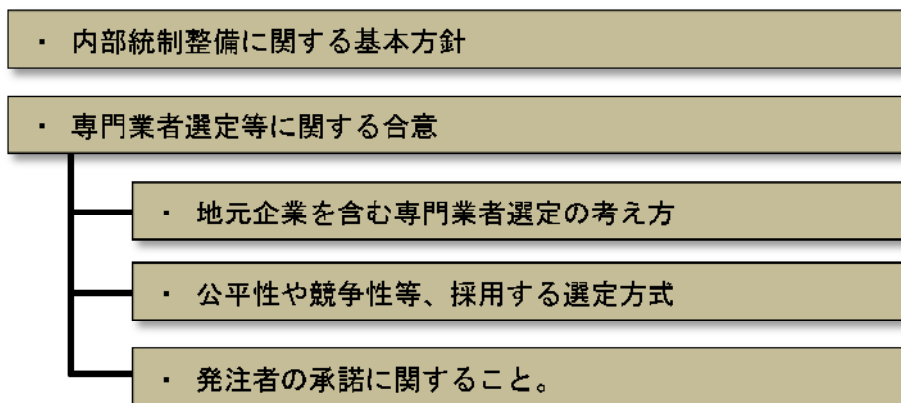 ・ 内部統制整備に関する基本方針
・ 専門業者選定等に関する合意
・ 地元企業を含む専門業者選定の考え方
・ 公平性や競争性等、採用する選定方式
・ 発注者の承諾に関すること。